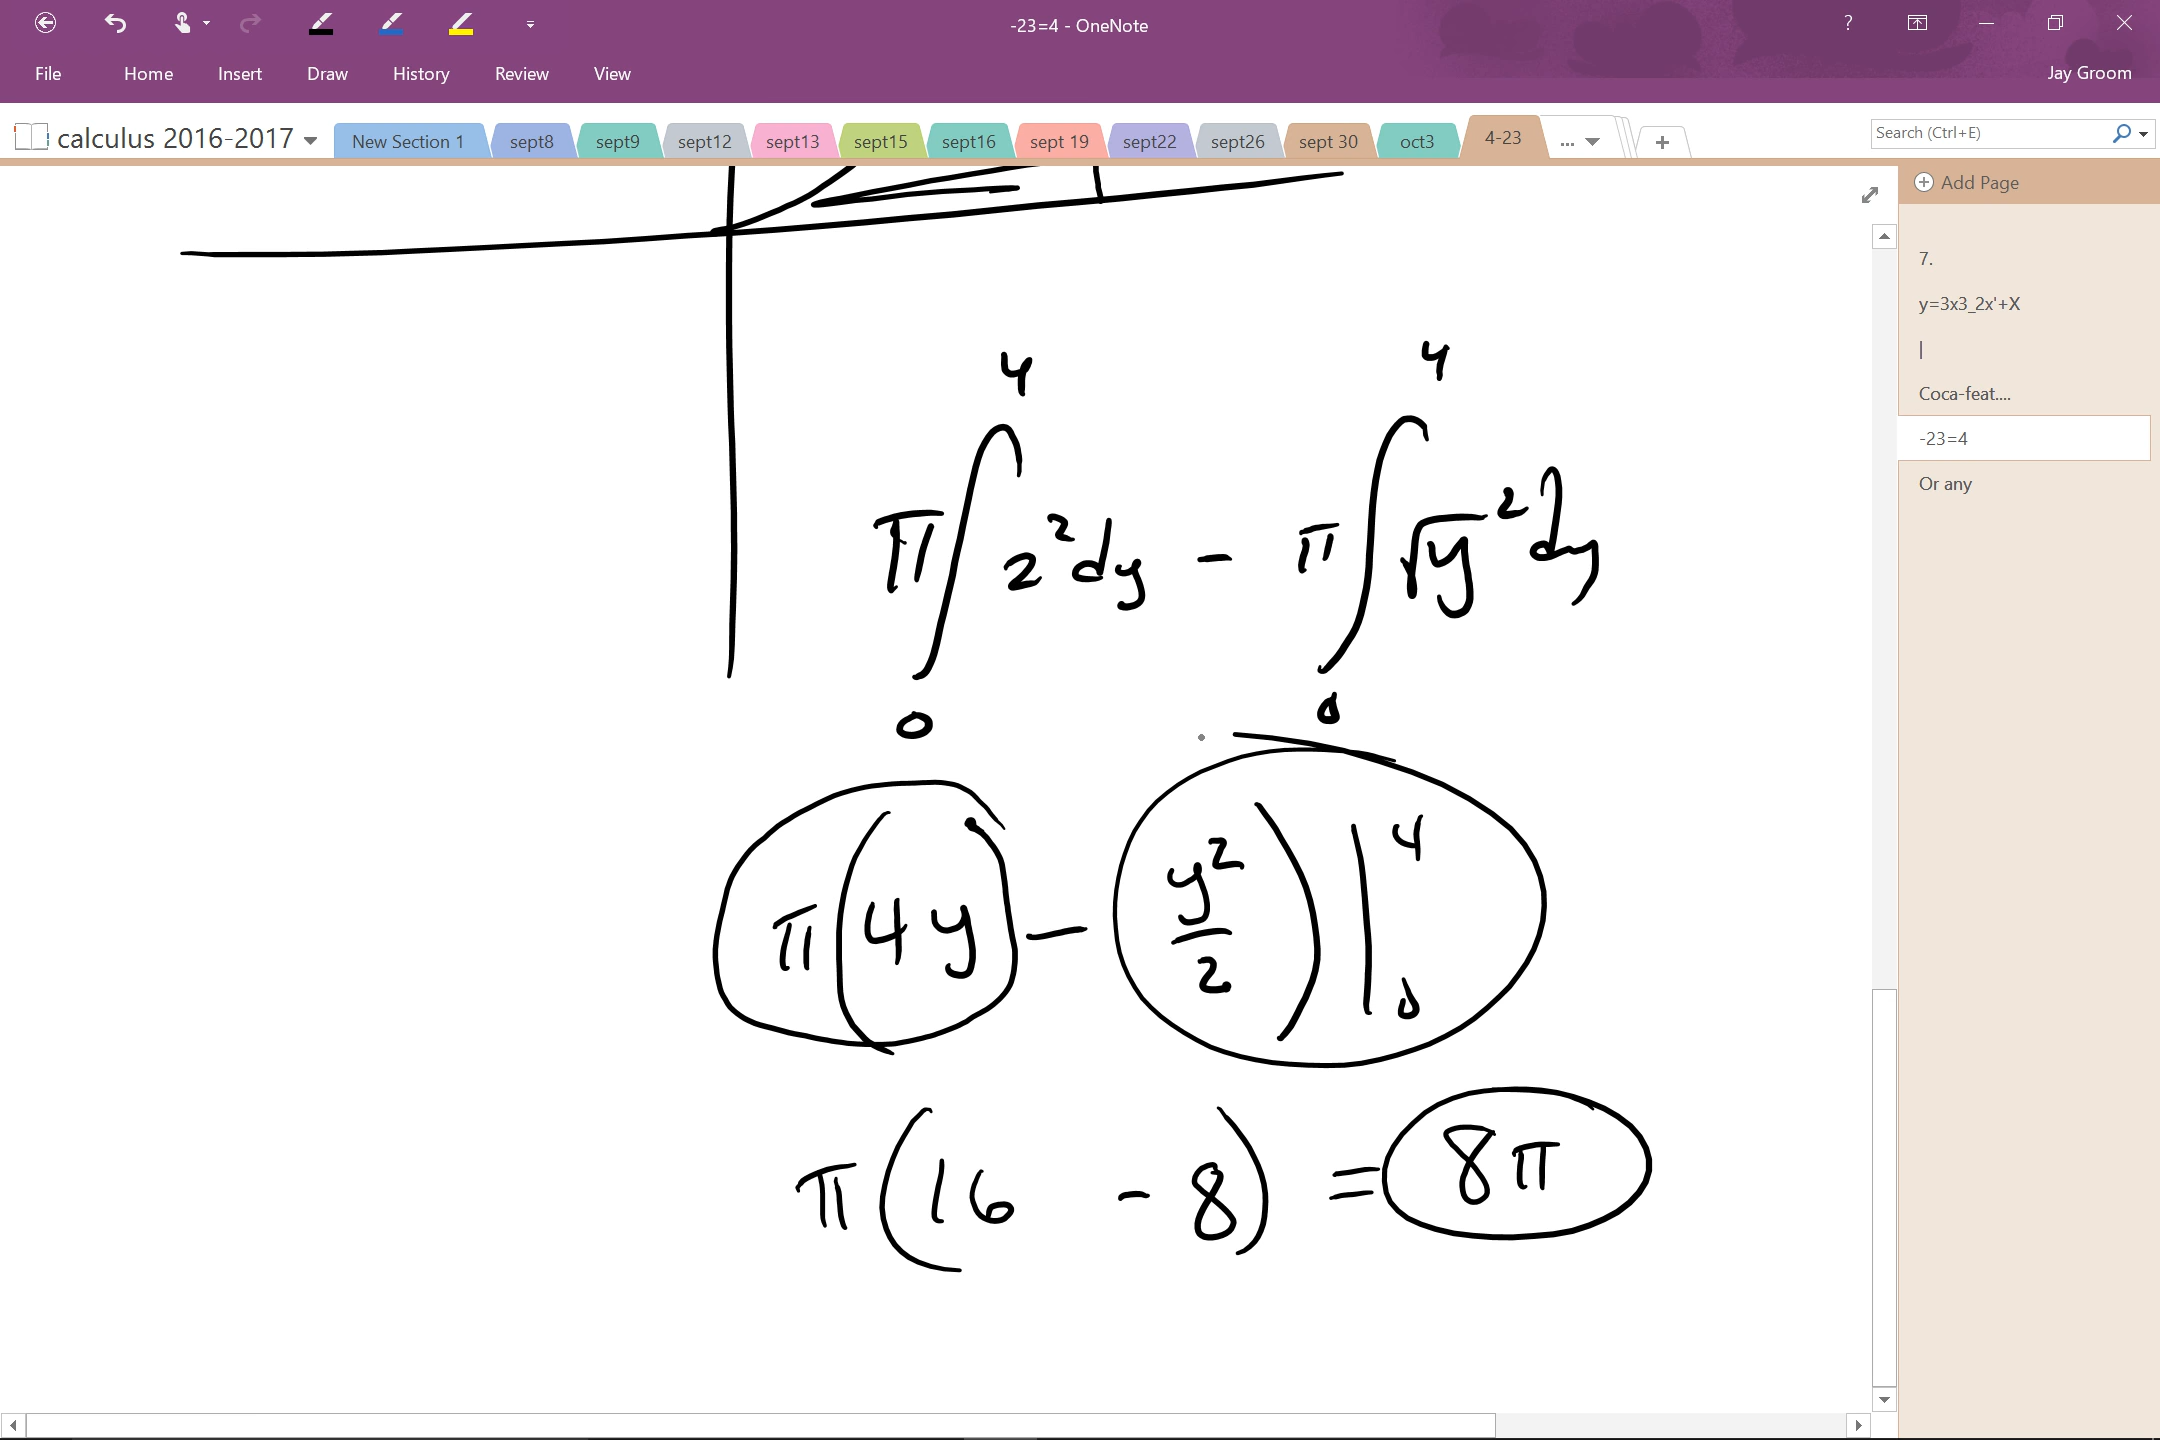 -23=4 - OneNote
?
File Home Insert Draw History Review View
Jay Groom
calculus 2016-2017
New Section 1 sept8 sept9 sept12 sept13 sept15 sept16 sept 19 sept22 sept26 sept 30 oct3 4-23 ... +
Search (Ctrl+E)
Add Page
7.
y=3x3_2x'+X
|
Coca-feat....
-23=4
Or any
4 4
π∫ 2²dy - π∫ √y² dy
0 0
π(4y - y²/2)|
4
0
π(16 - 8) = 8π